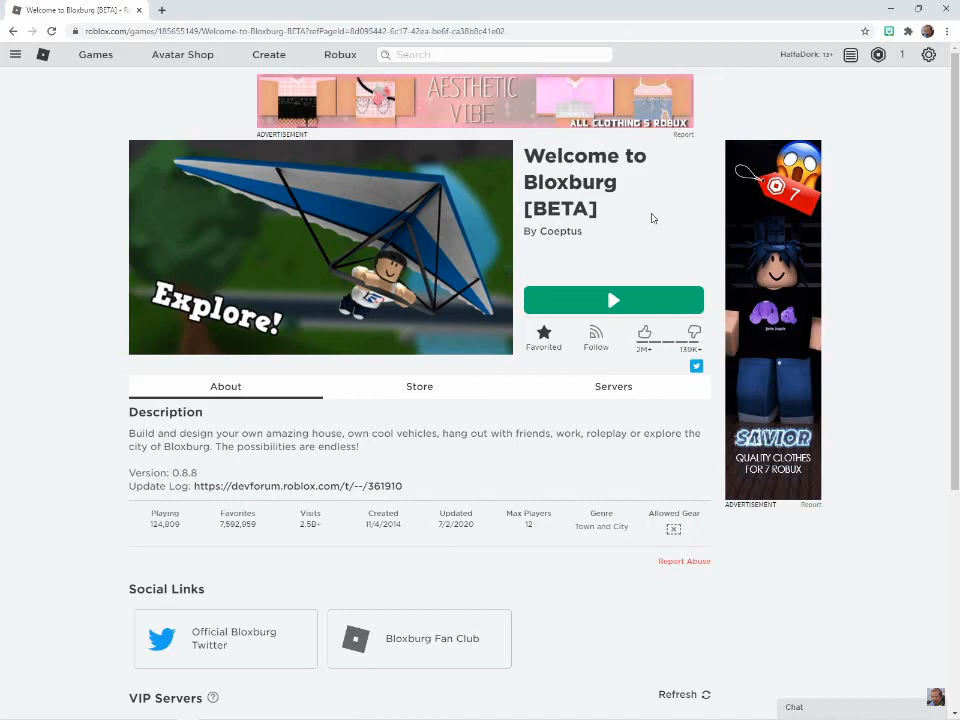 Welcome to Bloxburg [BETA] - Ro
roblox.com/games/185655149/Welcome-to-Bloxburg-BETA?refPageId=8d095442-6c17-42ea-be6f-ca38b8c41e02
Games
Avatar Shop
Create
Robux
Search
HalfaDork: 13+
1
AESTHETIC
VIBE
ALL CLOTHING 5 ROBUX
ADVERTISEMENT
Report
Explore!
Welcome to
Bloxburg
[BETA]
By Coeptus
Favorited
Follow
2M+
139K+
7
SAVIOR
QUALITY CLOTHES
FOR 7 ROBUX
ADVERTISEMENT
Report
About
Store
Servers
Description
Build and design your own amazing house, own cool vehicles, hang out with friends, work, roleplay or explore the
city of Bloxburg. The possibilities are endless!
Version: 0.8.8
Update Log: https://devforum.roblox.com/t/--/361910
Playing
Favorites
Visits
Created
Updated
Max Players
Genre
Allowed Gear
124,809
7,592,959
2.5B+
11/4/2014
7/2/2020
12
Town and City
Report Abuse
Social Links
Official Bloxburg
Twitter
Bloxburg Fan Club
VIP Servers
Refresh
Chat